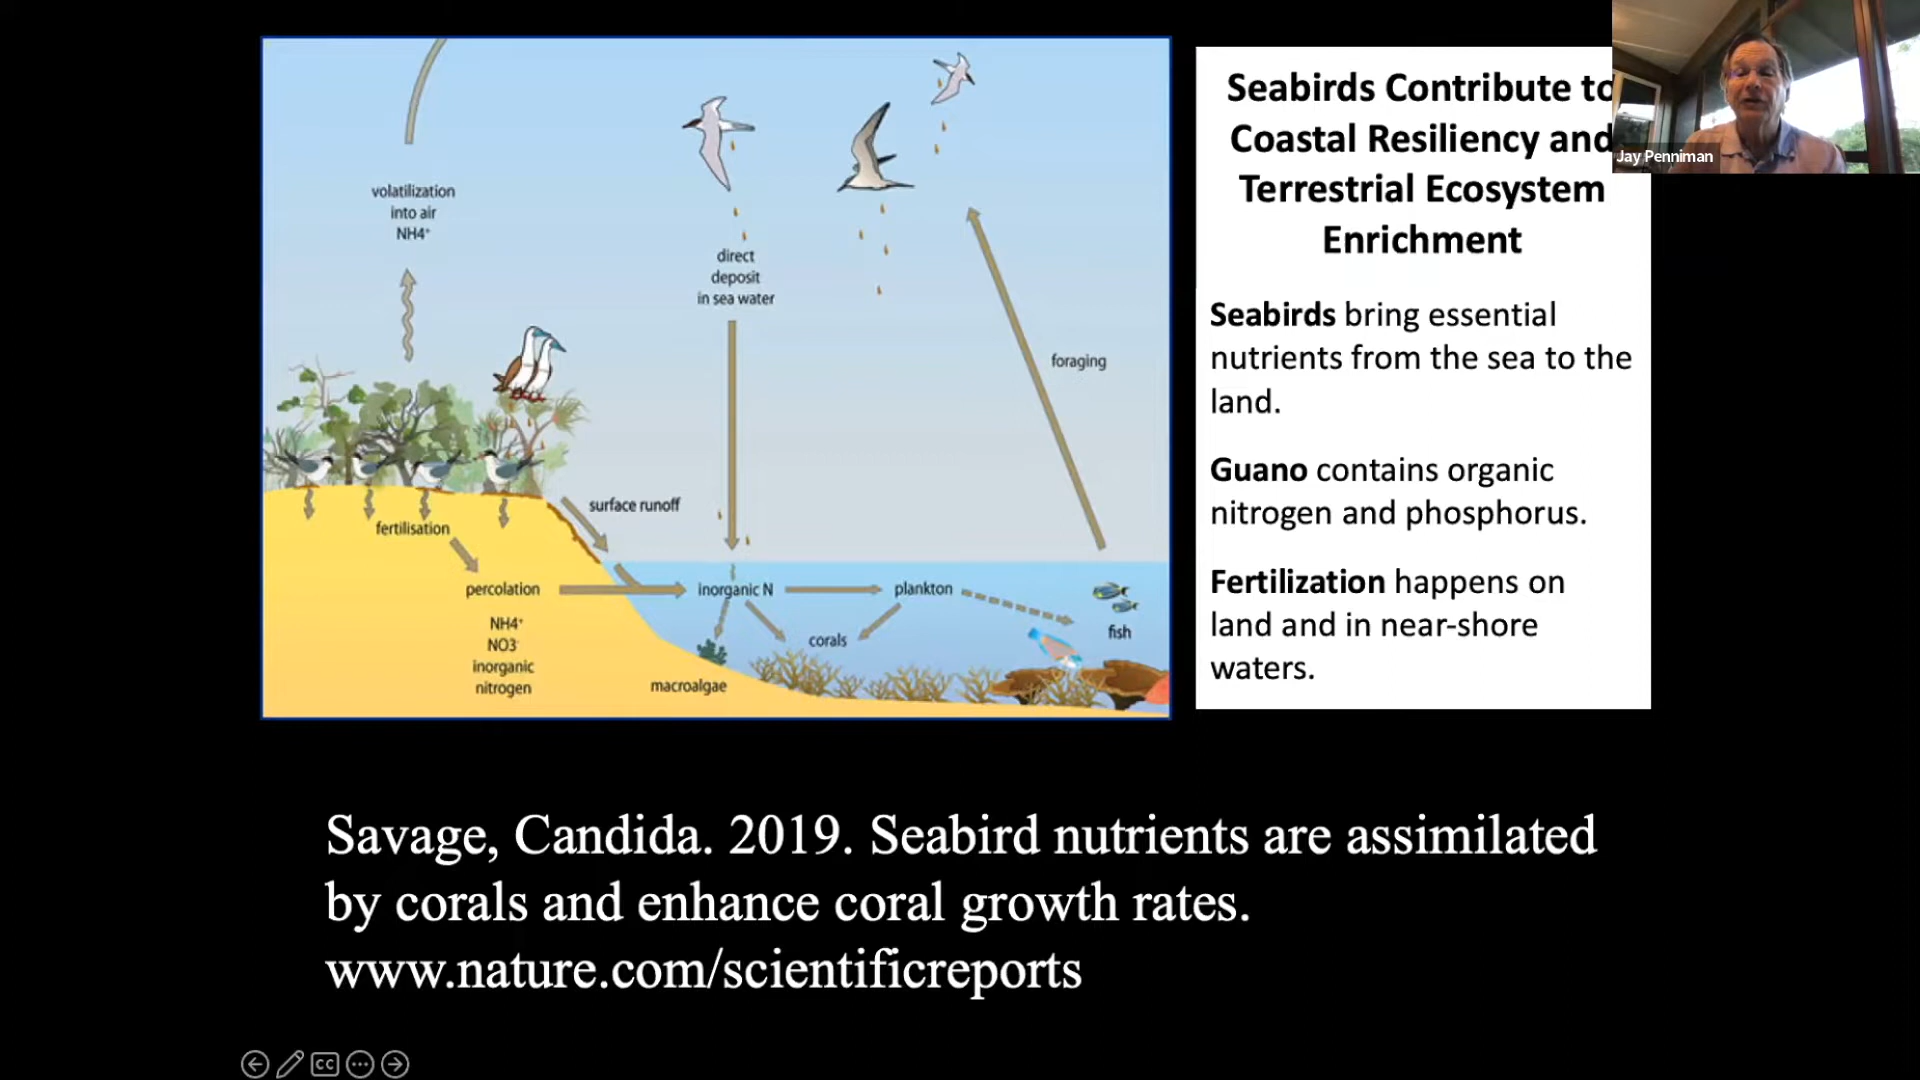 Seabirds Contribute to
Coastal Resiliency and
Terrestrial Ecosystem
Enrichment
Seabirds bring essential
nutrients from the sea to the
land.
Guano contains organic
nitrogen and phosphorus.
Fertilization happens on
land and in near-shore
waters.
Jay Penniman
volatilization
into air
NH4⁺
direct
deposit
in sea water
foraging
surface runoff
fertilisation
percolation
NH4⁺
NO3⁻
inorganic
nitrogen
inorganic N
plankton
corals
fish
macroalgae
Savage, Candida. 2019. Seabird nutrients are assimilated
by corals and enhance coral growth rates.
www.nature.com/scientificreports
CC